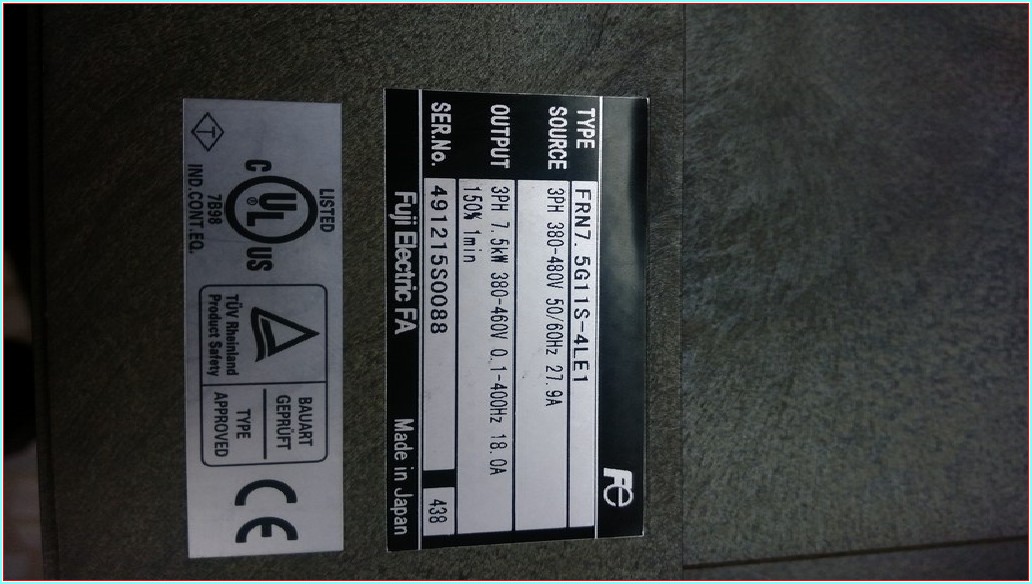 Fe
TYPE FRN7.5G11S-4LE1
SOURCE 3PH 380-480V 50/60Hz 27.9A
OUTPUT 3PH 7.5kW 380-460V 0.1-400Hz 18.0A
150% 1min
SER.No. 491215S0088 438
Fuji Electric FA Made in Japan
LISTED
C UL ® US
7B98
IND.CONT.EQ.
T
TÜV Rheinland
Product Safety
BAUART
GEPRÜFT
TYPE
APPROVED
CE